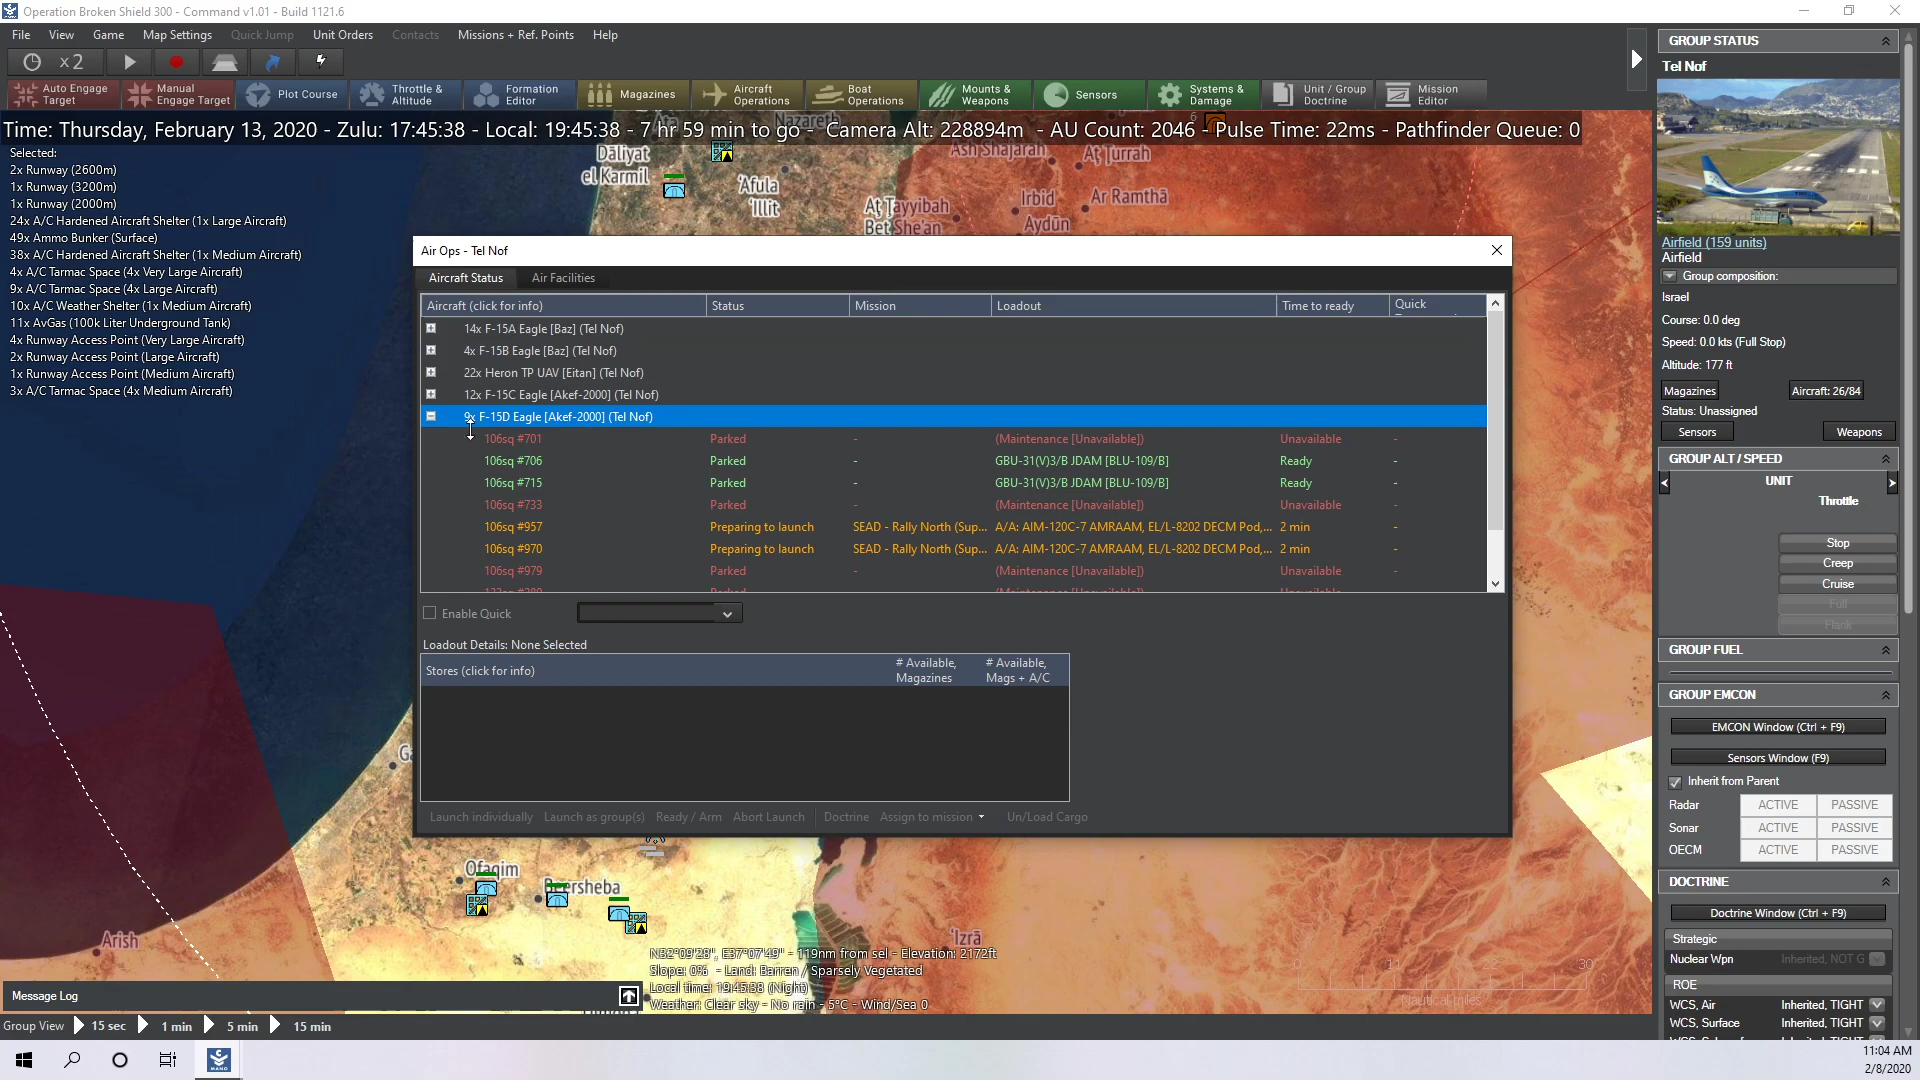 Operation Broken Shield 300 - Command v1.01 - Build 1121.6
File View Game Map Settings Quick Jump Unit Orders Contacts Missions + Ref. Points Help
x 2
Auto Engage Target
Manual Engage Target
Plot Course
Throttle & Altitude
Formation Editor
Magazines
Aircraft Operations
Boat Operations
Mounts & Weapons
Sensors
Systems & Damage
Unit / Group Doctrine
Mission Editor
Time: Thursday, February 13, 2020 - Zulu: 17:45:38 - Local: 19:45:38 - 7 hr 59 min to go - Camera Alt: 228894m - AU Count: 2046 - Pulse Time: 22ms - Pathfinder Queue: 0
Selected:
2x Runway (2600m)
1x Runway (3200m)
1x Runway (2000m)
24x A/C Hardened Aircraft Shelter (1x Large Aircraft)
49x Ammo Bunker (Surface)
38x A/C Hardened Aircraft Shelter (1x Medium Aircraft)
4x A/C Tarmac Space (4x Very Large Aircraft)
9x A/C Tarmac Space (4x Large Aircraft)
10x A/C Weather Shelter (1x Medium Aircraft)
11x AvGas (100k Liter Underground Tank)
4x Runway Access Point (Very Large Aircraft)
2x Runway Access Point (Large Aircraft)
1x Runway Access Point (Medium Aircraft)
3x A/C Tarmac Space (4x Medium Aircraft)
Nazareth
Dāliyat el Karmil
'Afula 'Illit
Ash Shajarah
At Turrah
Irbid
Ar Ramthā
Aydūn
At Tayyibah
Bet She'an
Air Ops - Tel Nof
Aircraft Status Air Facilities
Aircraft (click for info) Status Mission Loadout Time to ready Quick
14x F-15A Eagle [Baz] (Tel Nof)
4x F-15B Eagle [Baz] (Tel Nof)
22x Heron TP UAV [Eitan] (Tel Nof)
12x F-15C Eagle [Akef-2000] (Tel Nof)
9x F-15D Eagle [Akef-2000] (Tel Nof)
106sq #701 Parked - (Maintenance [Unavailable]) Unavailable -
106sq #706 Parked - GBU-31(V)3/B JDAM [BLU-109/B] Ready -
106sq #715 Parked - GBU-31(V)3/B JDAM [BLU-109/B] Ready -
106sq #733 Parked - (Maintenance [Unavailable]) Unavailable -
106sq #957 Preparing to launch SEAD - Rally North (Sup... A/A: AIM-120C-7 AMRAAM, EL/L-8202 DECM Pod,... 2 min -
106sq #970 Preparing to launch SEAD - Rally North (Sup... A/A: AIM-120C-7 AMRAAM, EL/L-8202 DECM Pod,... 2 min -
106sq #979 Parked - (Maintenance [Unavailable]) Unavailable -
Enable Quick
Loadout Details: None Selected
Stores (click for info) # Available, Magazines # Available, Mags + A/C
Launch individually Launch as group(s) Ready / Arm Abort Launch Doctrine Assign to mission Un/Load Cargo
Ofaqim
Beersheba
Arish
'Izrā
N32°09'28", E37°07'49" - 119nm from sel - Elevation: 2172ft
Slope: 0% - Land: Barren / Sparsely Vegetated
Local time: 19:45:38 (Night)
Weather: Clear sky - No rain - 5°C - Wind/Sea 0
0 11 22 30
Nautical miles
Message Log
Group View 15 sec 1 min 5 min 15 min
GROUP STATUS
Tel Nof
Airfield (159 units)
Airfield
Group composition:
Israel
Course: 0.0 deg
Speed: 0.0 kts (Full Stop)
Altitude: 177 ft
Magazines Aircraft: 26/84
Status: Unassigned
Sensors Weapons
GROUP ALT / SPEED
UNIT
Throttle
Stop
Creep
Cruise
Full
Flank
GROUP FUEL
GROUP EMCON
EMCON Window (Ctrl + F9)
Sensors Window (F9)
Inherit from Parent
Radar ACTIVE PASSIVE
Sonar ACTIVE PASSIVE
OECM ACTIVE PASSIVE
DOCTRINE
Doctrine Window (Ctrl + F9)
Strategic
Nuclear Wpn Inherited, NOT G
ROE
WCS, Air Inherited, TIGHT
WCS, Surface Inherited, TIGHT
11:04 AM
2/8/2020